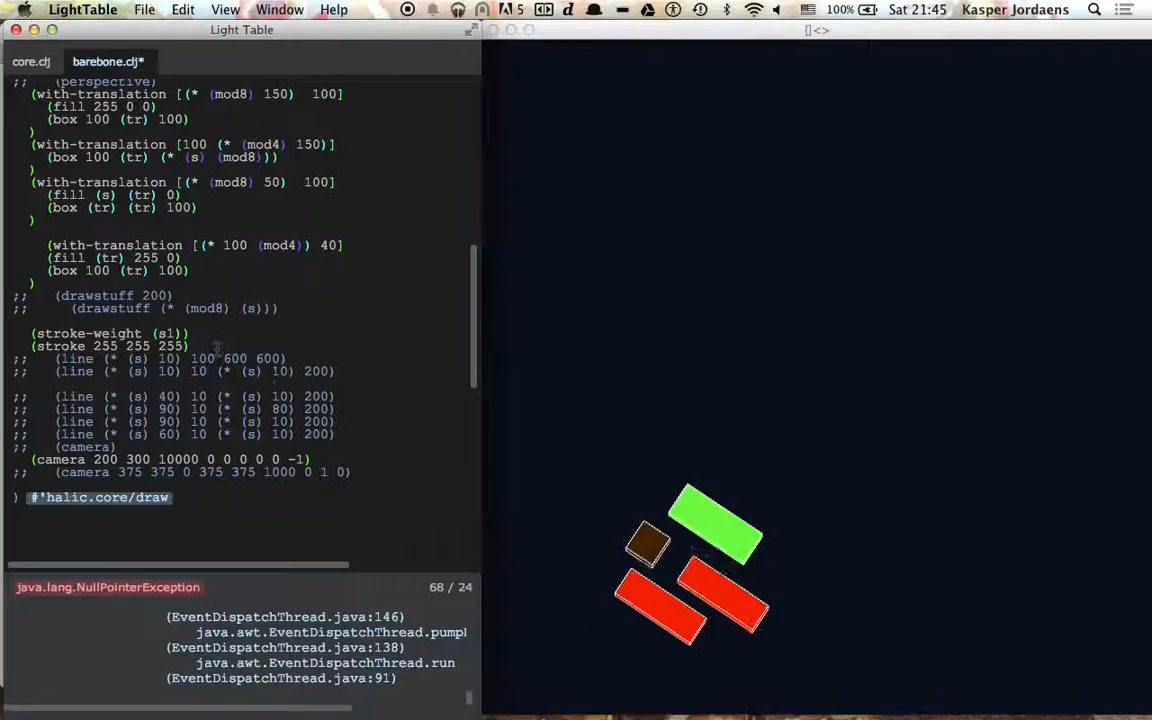 LightTable File Edit View Window Help 5 100% Sat 21:45 Kasper Jordaens
Light Table
[]<>
core.clj barebone.clj*
;; (perspective)
(with-translation [(* (mod8) 150) 100]
(fill 255 0 0)
(box 100 (tr) 100)
)
(with-translation [100 (* (mod4) 150)]
(box 100 (tr) (* (s) (mod8)))
)
(with-translation [(* (mod8) 50) 100]
(fill (s) (tr) 0)
(box (tr) (tr) 100)
)
(with-translation [(* 100 (mod4)) 40]
(fill (tr) 255 0)
(box 100 (tr) 100)
)
;; (drawstuff 200)
;; (drawstuff (* (mod8) (s)))
(stroke-weight (s1))
(stroke 255 255 255)
;; (line (* (s) 10) 100 600 600)
;; (line (* (s) 10) 10 (* (s) 10) 200)
;; (line (* (s) 40) 10 (* (s) 10) 200)
;; (line (* (s) 90) 10 (* (s) 80) 200)
;; (line (* (s) 90) 10 (* (s) 10) 200)
;; (line (* (s) 60) 10 (* (s) 10) 200)
;; (camera)
(camera 200 300 10000 0 0 0 0 0 -1)
;; (camera 375 375 0 375 375 1000 0 1 0)
) #'halic.core/draw
java.lang.NullPointerException 68 / 24
(EventDispatchThread.java:146)
java.awt.EventDispatchThread.pumpl
(EventDispatchThread.java:138)
java.awt.EventDispatchThread.run
(EventDispatchThread.java:91)